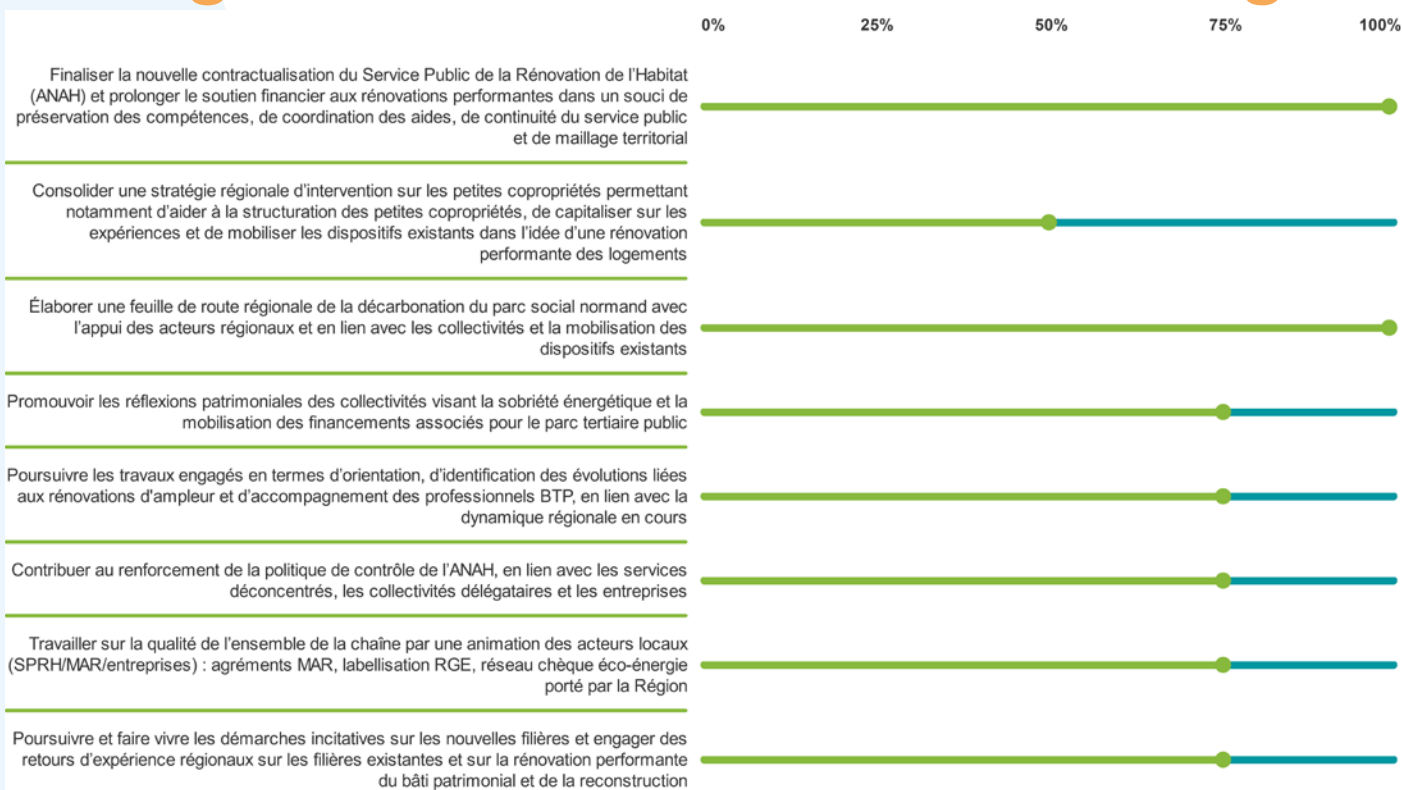 0% 25% 50% 75% 100%
Finaliser la nouvelle contractualisation du Service Public de la Rénovation de l'Habitat
(ANAH) et prolonger le soutien financier aux rénovations performantes dans un souci de
préservation des compétences, de coordination des aides, de continuité du service public
et de maillage territorial
Consolider une stratégie régionale d'intervention sur les petites copropriétés permettant
notamment d'aider à la structuration des petites copropriétés, de capitaliser sur les
expériences et de mobiliser les dispositifs existants dans l'idée d'une rénovation
performante des logements
Élaborer une feuille de route régionale de la décarbonation du parc social normand avec
l'appui des acteurs régionaux et en lien avec les collectivités et la mobilisation des
dispositifs existants
Promouvoir les réflexions patrimoniales des collectivités visant la sobriété énergétique et la
mobilisation des financements associés pour le parc tertiaire public
Poursuivre les travaux engagés en termes d'orientation, d'identification des évolutions liées
aux rénovations d'ampleur et d'accompagnement des professionnels BTP, en lien avec la
dynamique régionale en cours
Contribuer au renforcement de la politique de contrôle de l'ANAH, en lien avec les services
déconcentrés, les collectivités délégataires et les entreprises
Travailler sur la qualité de l'ensemble de la chaîne par une animation des acteurs locaux
(SPRH/MAR/entreprises) : agréments MAR, labellisation RGE, réseau chèque éco-énergie
porté par la Région
Poursuivre et faire vivre les démarches incitatives sur les nouvelles filières et engager des
retours d'expérience régionaux sur les filières existantes et sur la rénovation performante
du bâti patrimonial et de la reconstruction